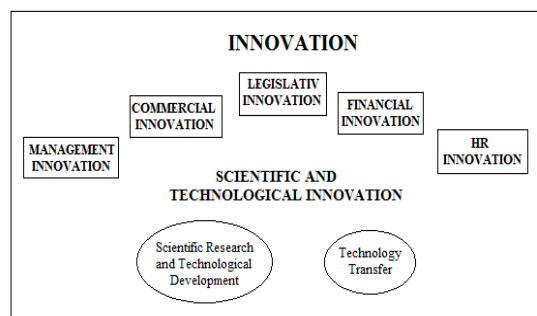 INNOVATION
LEGISLATIV
INNOVATION
COMMERCIAL
INNOVATION
FINANCIAL
INNOVATION
MANAGEMENT
INNOVATION
HR
INNOVATION
SCIENTIFIC AND
TECHNOLOGICAL INNOVATION
Scientific Research
and Technological
Development
Technology
Transfer